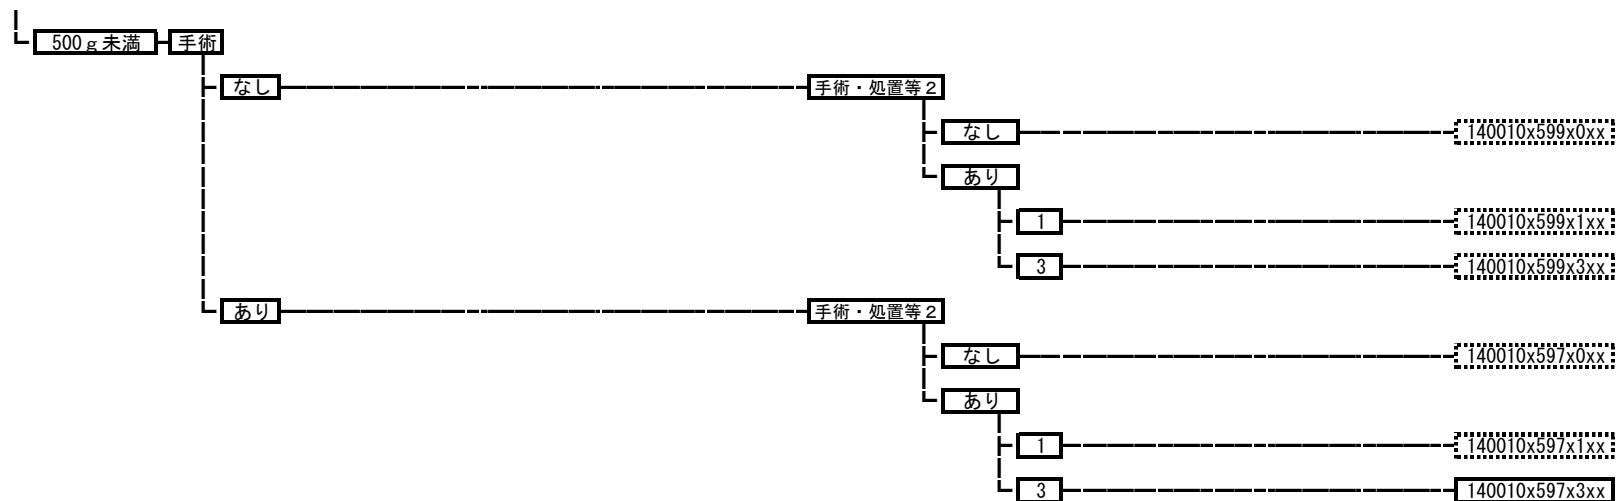 500ｇ未満 手術
なし 手術・処置等２
なし 140010x599x0xx
あり
1 140010x599x1xx
3 140010x599x3xx
あり 手術・処置等２
なし 140010x597x0xx
あり
1 140010x597x1xx
3 140010x597x3xx